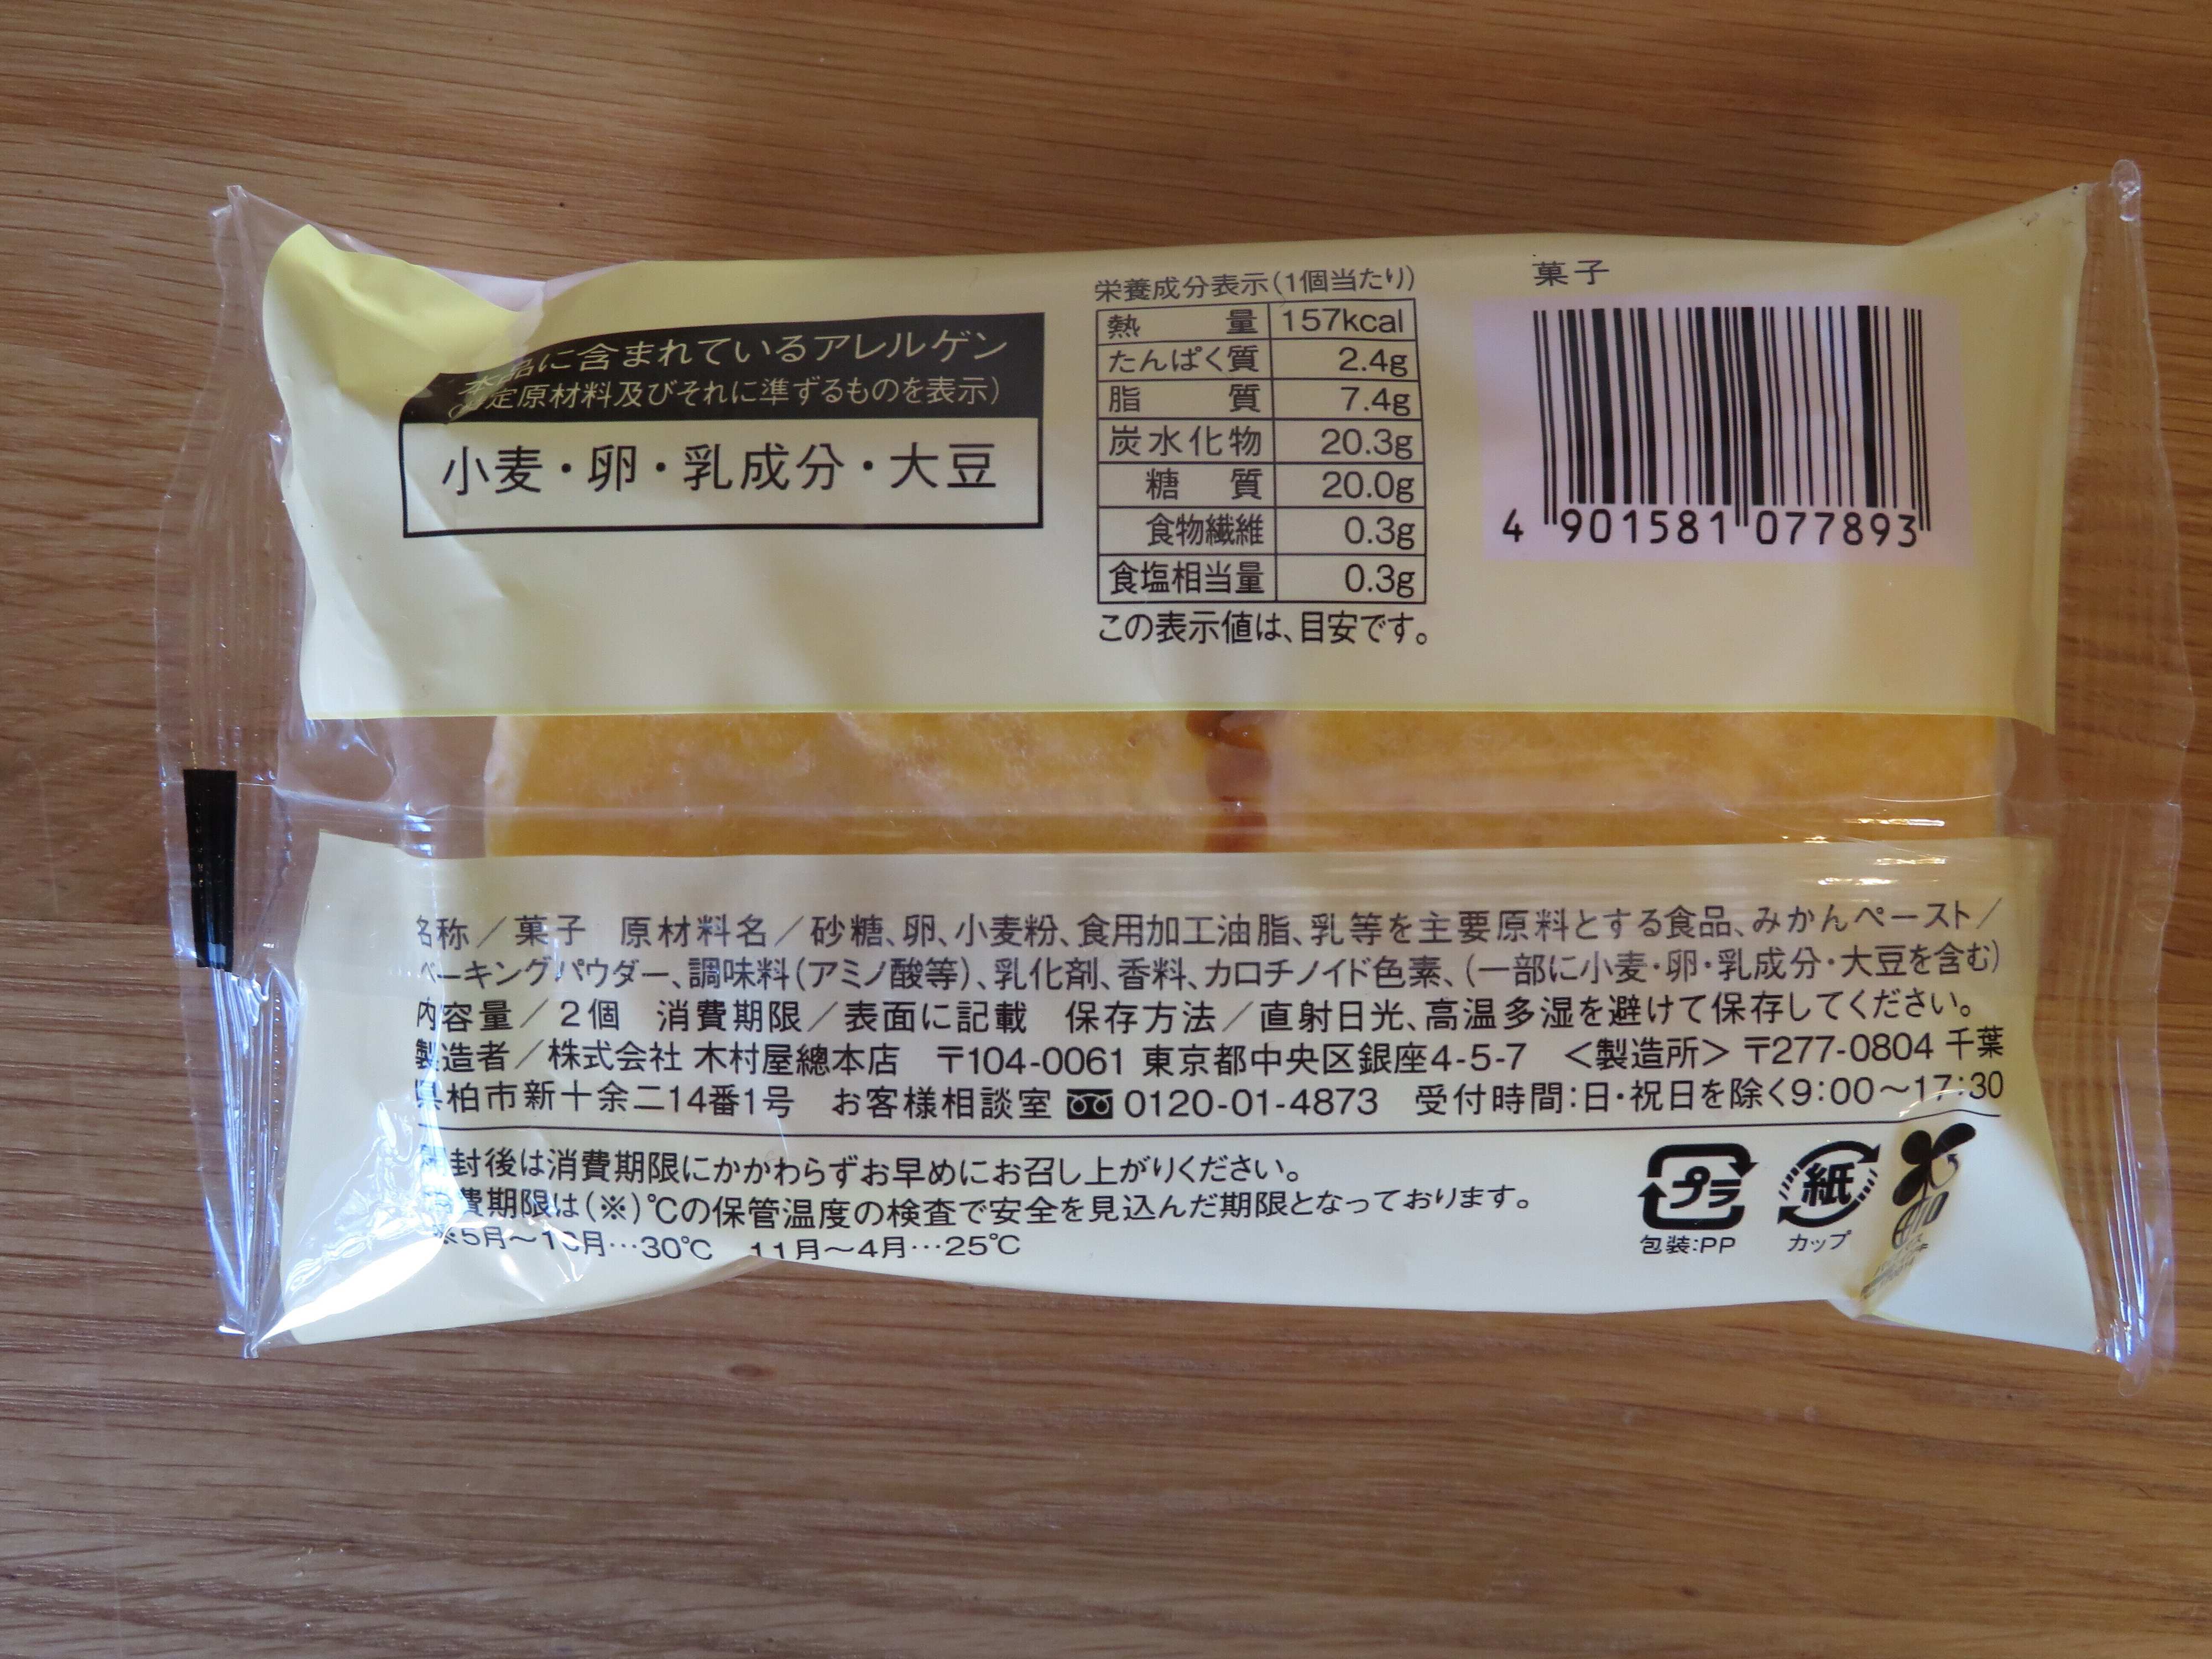 品に含まれているアレルゲン
定原材料及びそれに準ずるものを表示)
小麦・卵・乳成分・大豆
栄養成分表示(1個当たり)
熱量 157kcal
たんぱく質 2.4g
脂質 7.4g
炭水化物 20.3g
糖質 20.0g
食物繊維 0.3g
食塩相当量 0.3g
この表示値は、目安です。
菓子
4 901581 077893
名称/菓子 原材料名/砂糖、卵、小麦粉、食用加工油脂、乳等を主要原料とする食品、みかんペースト/
ベーキングパウダー、調味料(アミノ酸等)、乳化剤、香料、カロチノイド色素、(一部に小麦・卵・乳成分・大豆を含む)
内容量/2個 消費期限/表面に記載 保存方法/直射日光、高温多湿を避けて保存してください。
製造者/株式会社 木村屋總本店 〒104-0061 東京都中央区銀座4-5-7 <製造所> 〒277-0804 千葉
県柏市新十余二14番1号 お客様相談室 0120-01-4873 受付時間:日・祝日を除く9:00~17:30
封後は消費期限にかかわらずお早めにお召し上がりください。
費期限は(※)℃の保管温度の検査で安全を見込んだ期限となっております。
※5月~10月…30℃ 11月~4月…25℃
プラ
包装:PP
紙
カップ